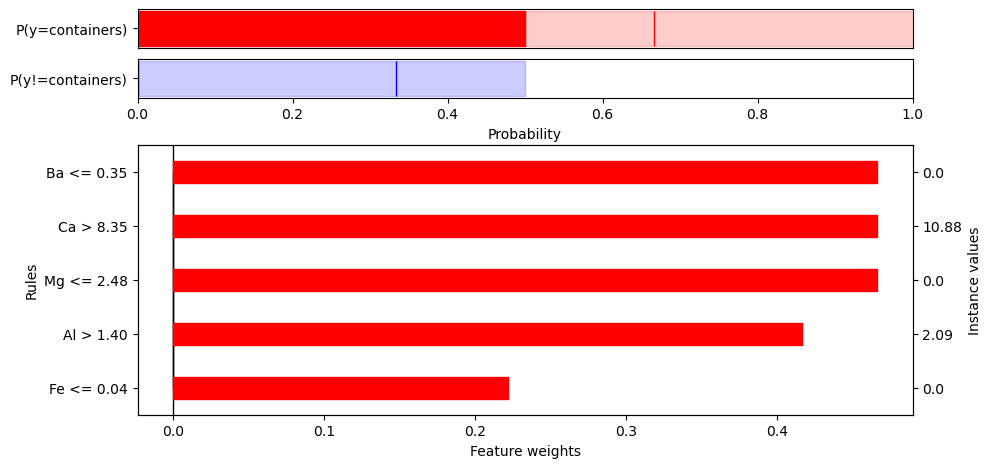 P(y=containers)
P(y!=containers)
0.0 0.2 0.4 0.6 0.8 1.0
Probability
Ba <= 0.35 0.0
Ca > 8.35 10.88
Mg <= 2.48 0.0
Al > 1.40 2.09
Fe <= 0.04 0.0
Rules
Instance values
0.0 0.1 0.2 0.3 0.4
Feature weights